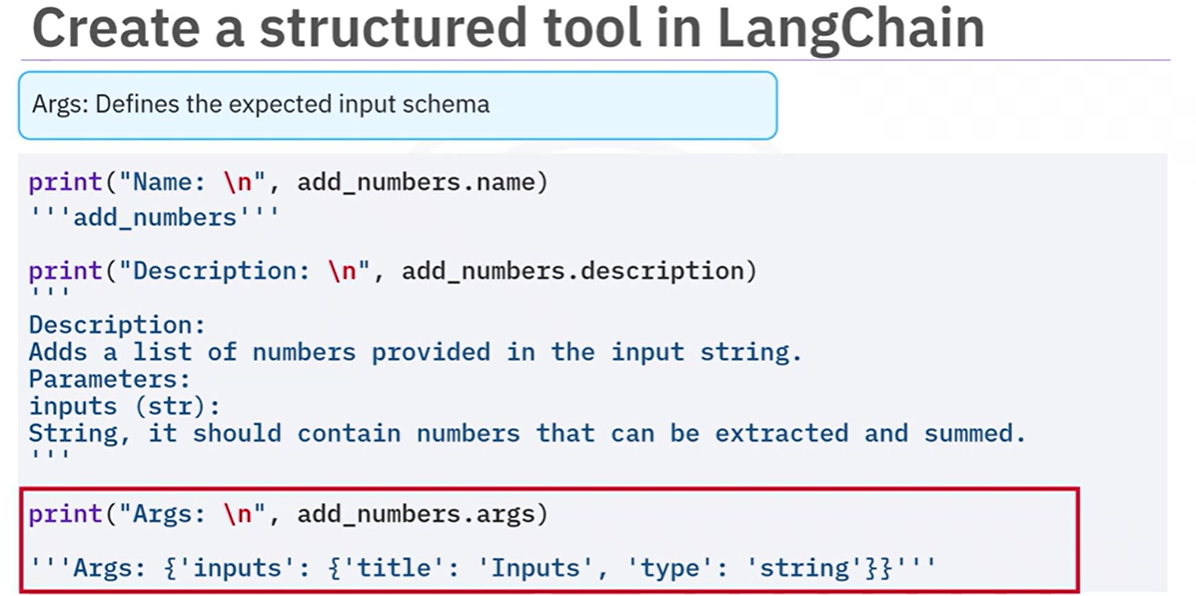 Create a structured tool in LangChain
Args: Defines the expected input schema
print("Name: \n", add_numbers.name)
'''add_numbers'''
print("Description: \n", add_numbers.description)
'''
Description:
Adds a list of numbers provided in the input string.
Parameters:
inputs (str):
String, it should contain numbers that can be extracted and summed.
'''
print("Args: \n", add_numbers.args)
'''Args: {'inputs': {'title': 'Inputs', 'type': 'string'}}'''